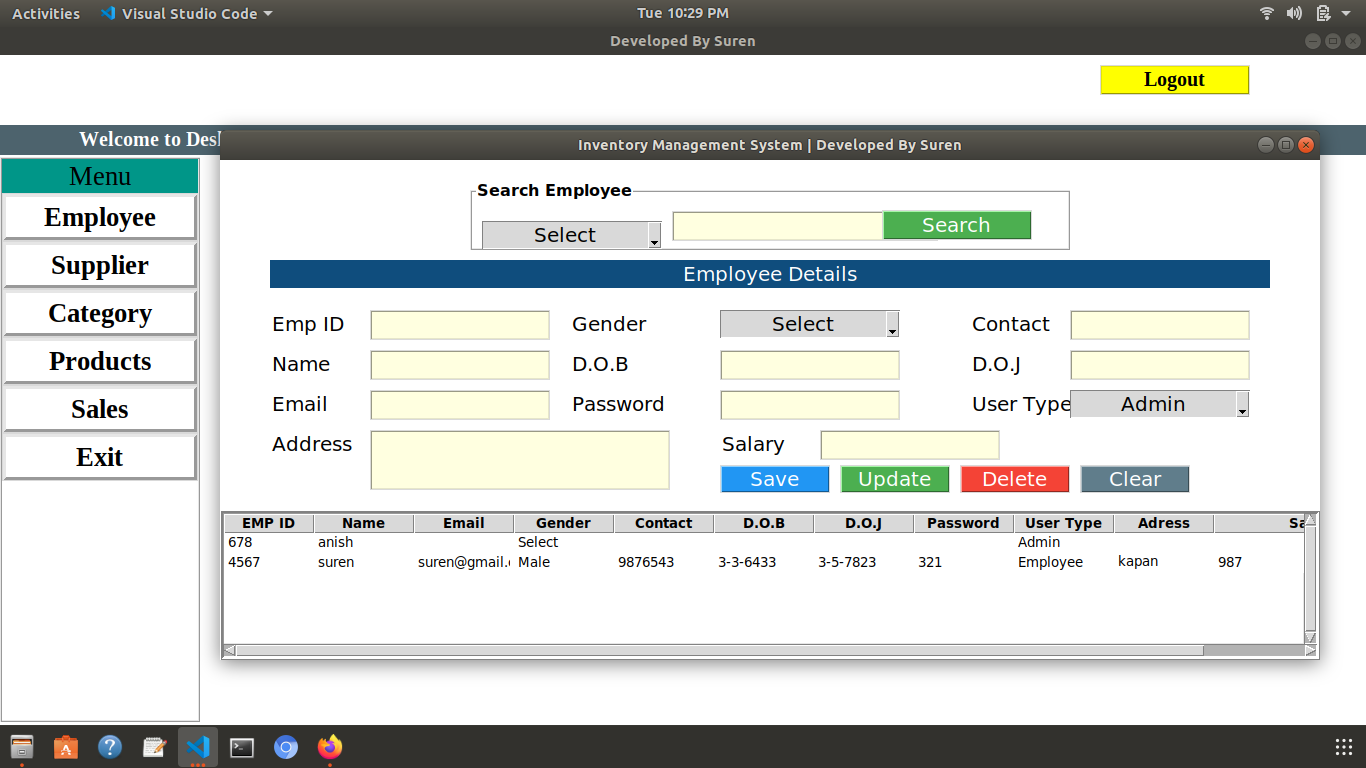 Activities Visual Studio Code Tue 10:29 PM
Developed By Suren
Logout
Welcome to Des
Inventory Management System | Developed By Suren
Menu
Employee
Supplier
Category
Products
Sales
Exit
Search Employee
Select Search
Employee Details
Emp ID Gender Select Contact
Name D.O.B D.O.J
Email Password User Type Admin
Address Salary
Save Update Delete Clear
EMP ID Name Email Gender Contact D.O.B D.O.J Password User Type Adress Sa
678 anish Select Admin
4567 suren suren@gmail. Male 9876543 3-3-6433 3-5-7823 321 Employee kapan 987